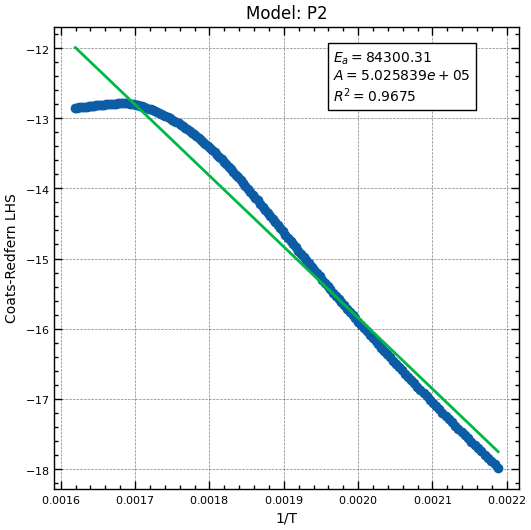 Model: P2
−12
−13
−14
−15
−16
−17
−18
Coats-Redfern LHS
E_a = 84300.31
A = 5.025839e + 05
R² = 0.9675
0.0016 0.0017 0.0018 0.0019 0.0020 0.0021 0.0022
1/T